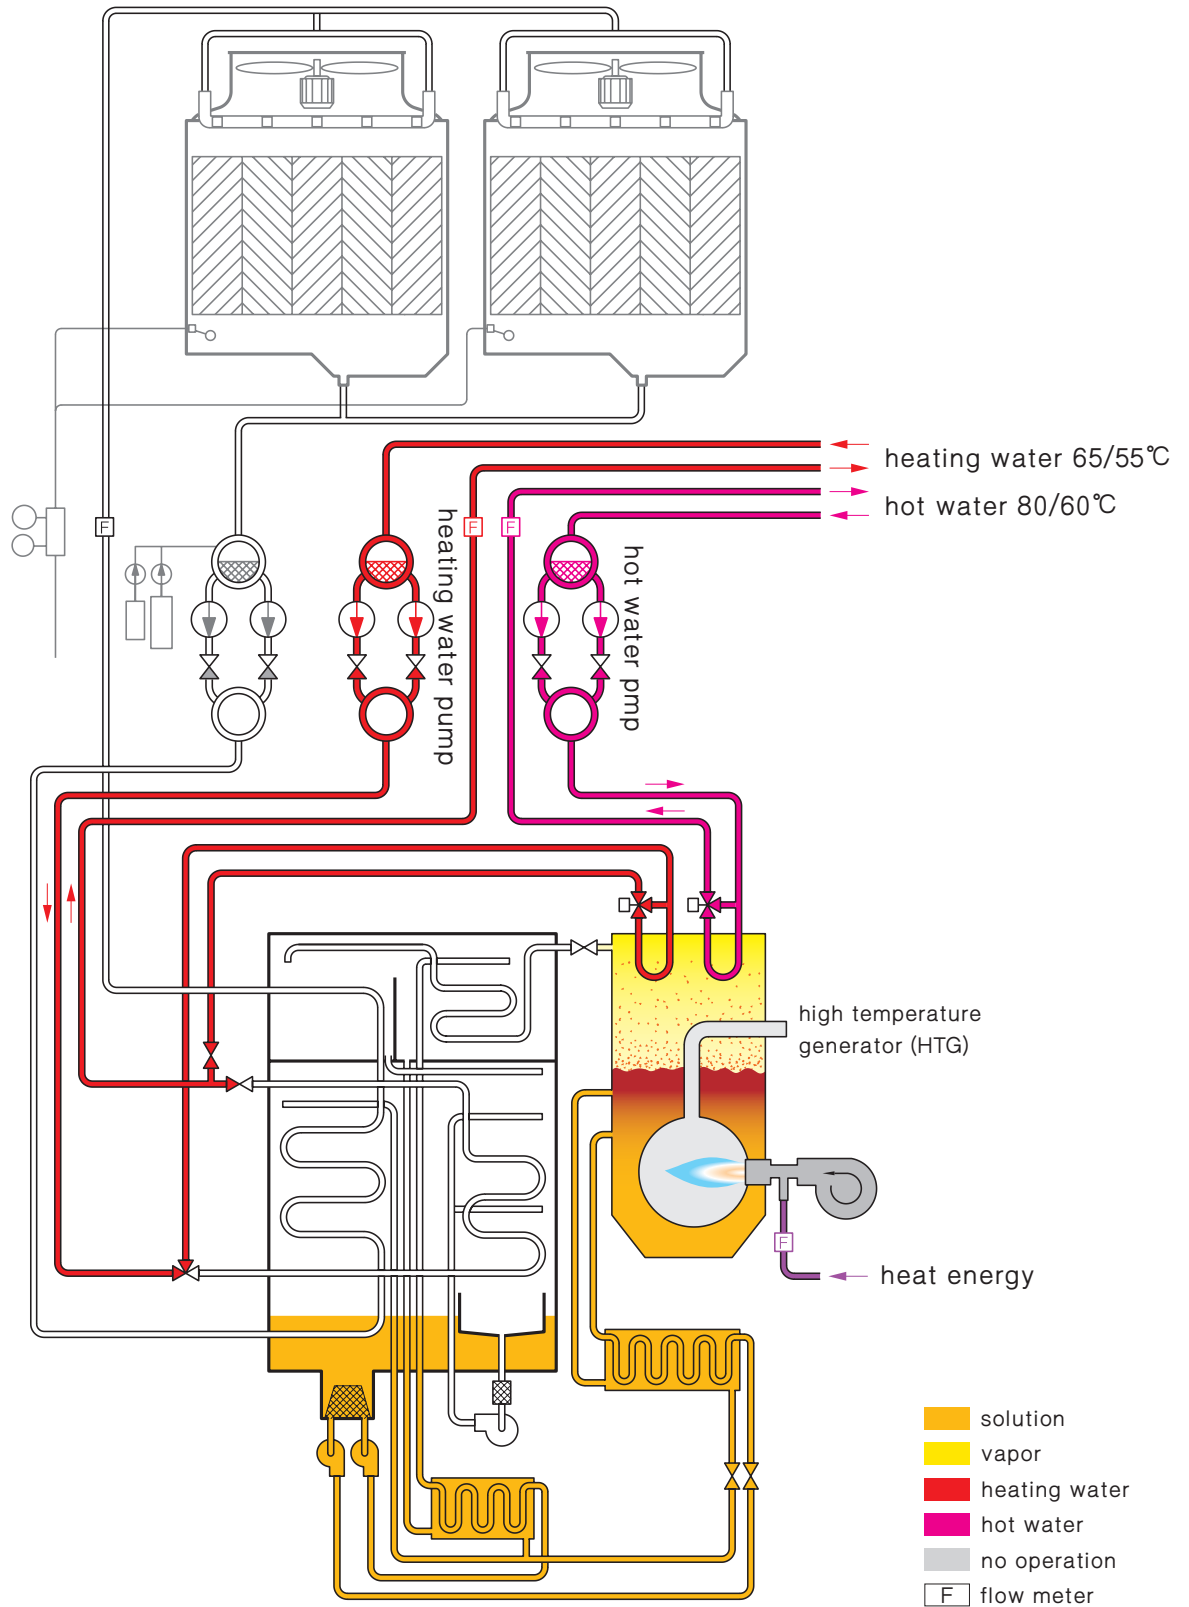 heating water 65/55℃
hot water 80/60℃
F
F
F
heating water pump
hot water pmp
high temperature
generator (HTG)
F
heat energy
solution
vapor
heating water
hot water
no operation
F flow meter